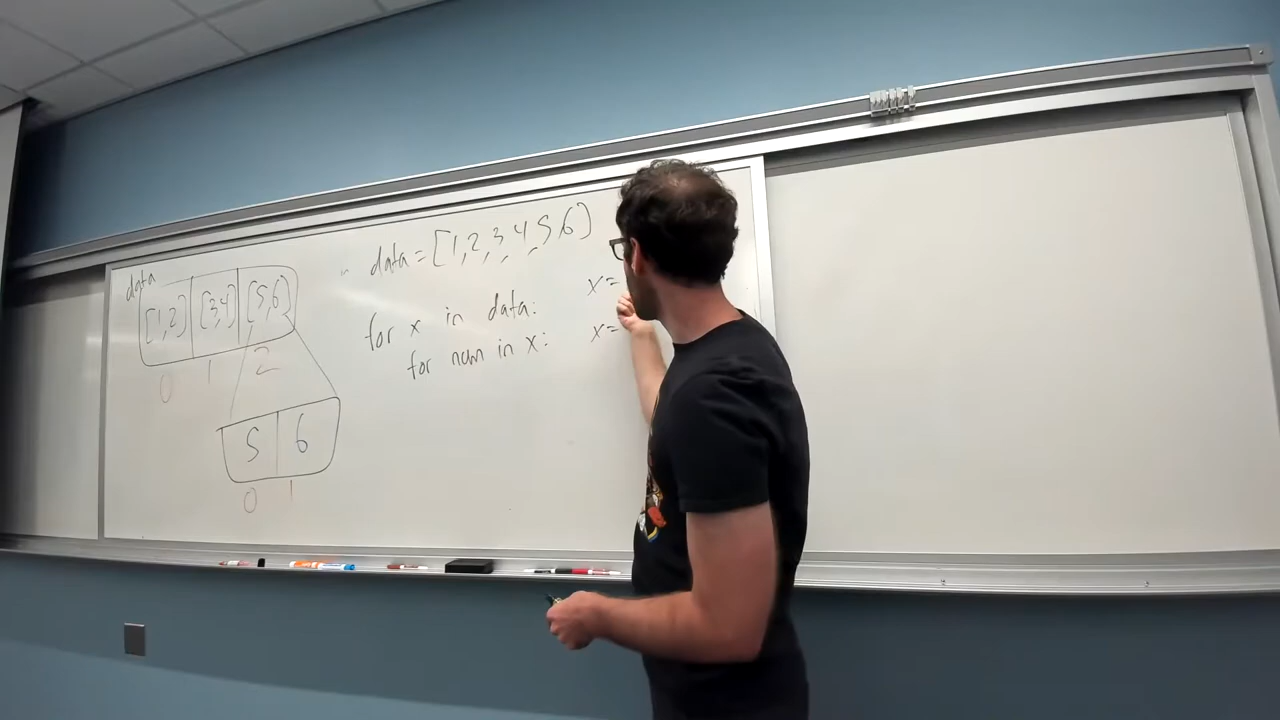 data
[1,2] [3,4] [5,6]
0 1 2
5 6
0 1
data = [1,2,3,4,5,6]
for x in data:
for num in x:
x=
x=